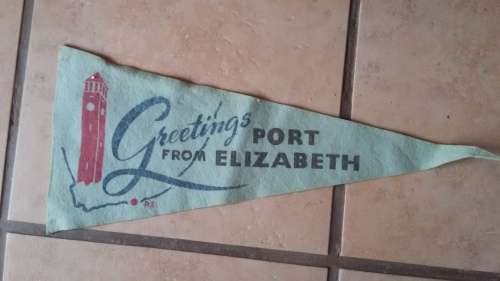 Greetings
FROM PORT
ELIZABETH
P.E.